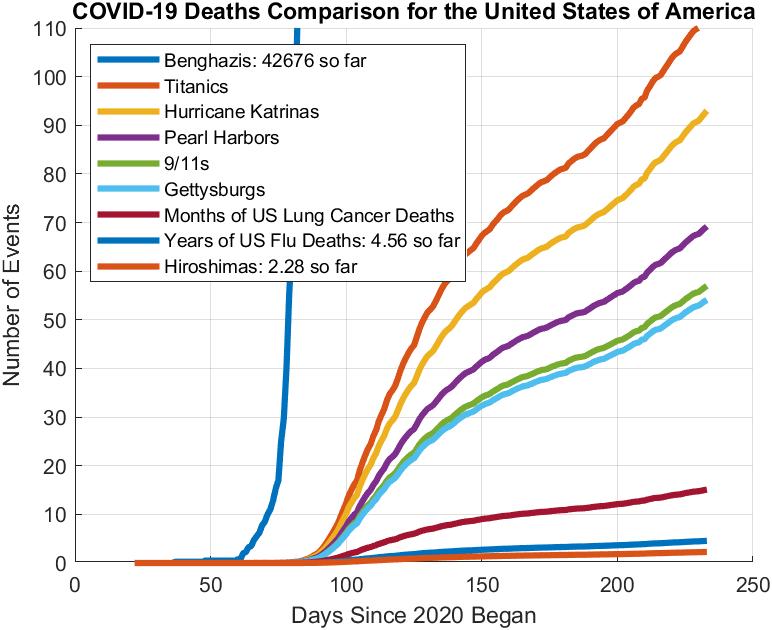 COVID-19 Deaths Comparison for the United States of America
110
100
90
80
70
60
50
40
30
20
10
0
Number of Events
Benghazis: 42676 so far
Titanics
Hurricane Katrinas
Pearl Harbors
9/11s
Gettysburgs
Months of US Lung Cancer Deaths
Years of US Flu Deaths: 4.56 so far
Hiroshimas: 2.28 so far
0 50 100 150 200 250
Days Since 2020 Began